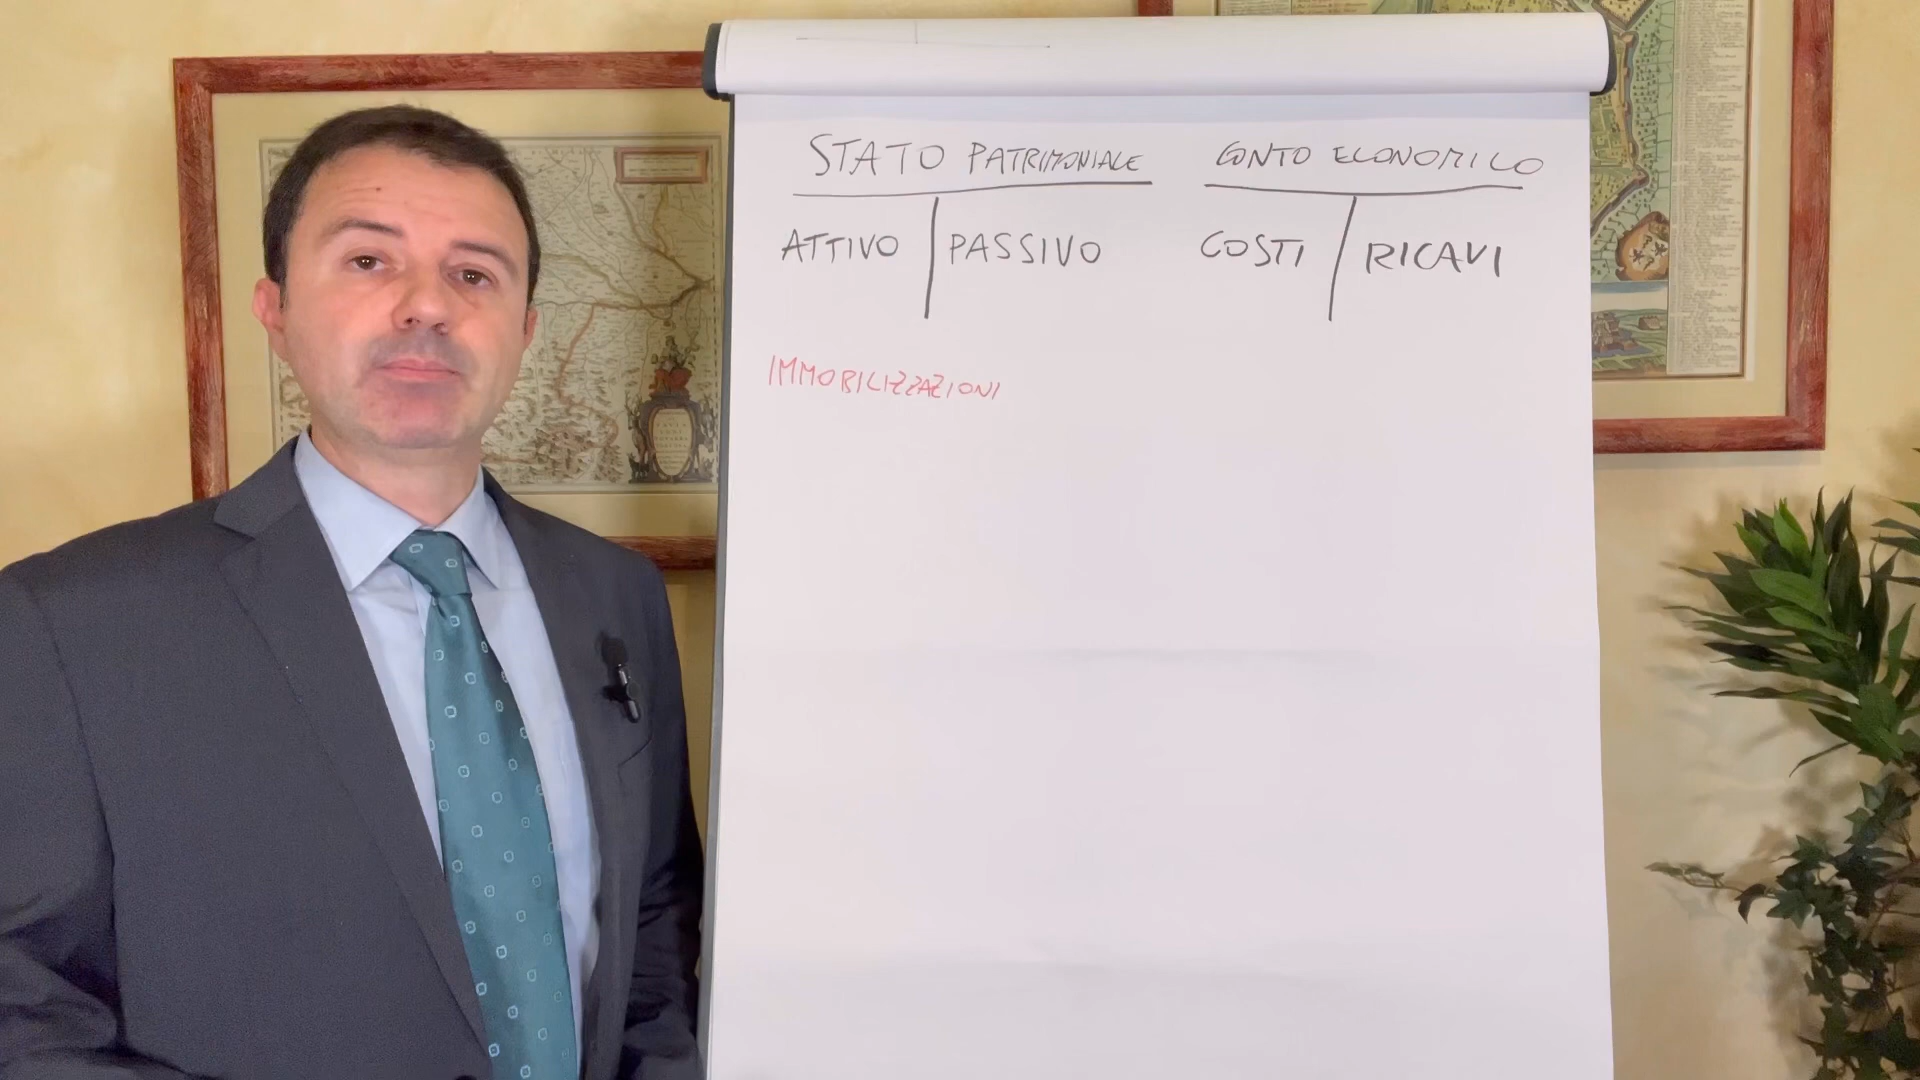 STATO PATRIMONIALE
CONTO ECONOMICO
ATTIVO PASSIVO
COSTI RICAVI
IMMOBILIZZAZIONI